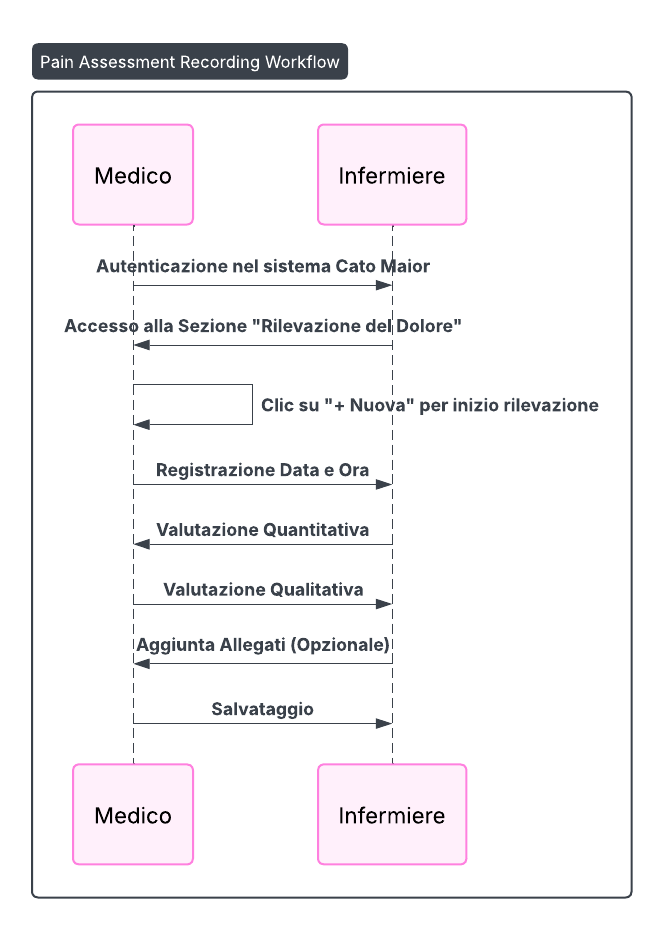 Pain Assessment Recording Workflow
Medico
Infermiere
Autenticazione nel sistema Cato Maior
Accesso alla Sezione "Rilevazione del Dolore"
Clic su "+ Nuova" per inizio rilevazione
Registrazione Data e Ora
Valutazione Quantitativa
Valutazione Qualitativa
Aggiunta Allegati (Opzionale)
Salvataggio
Medico
Infermiere